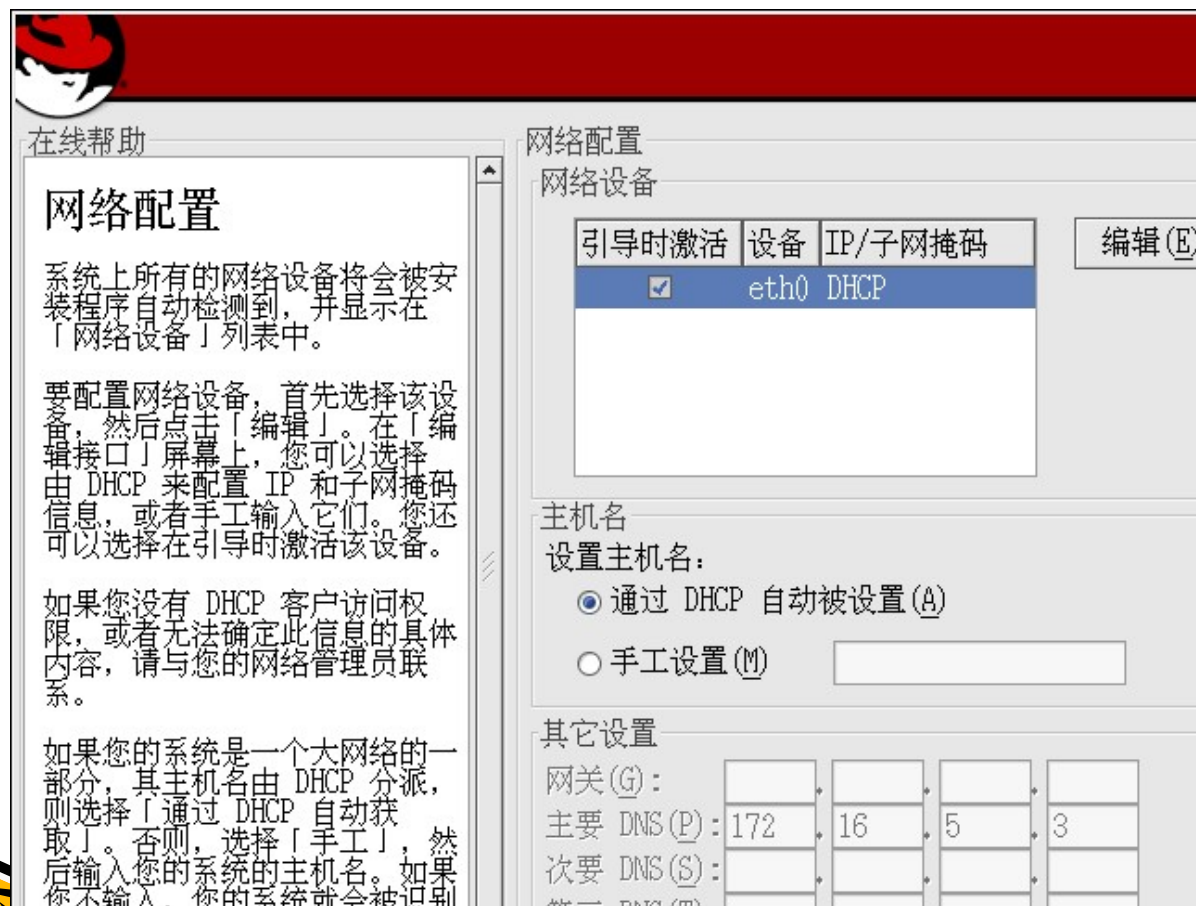 在线帮助
网络配置
系统上所有的网络设备将会被安
装程序自动检测到，并显示在
「网络设备」列表中。
要配置网络设备，首先选择该设
备，然后点击「编辑」。在「编
辑接口」屏幕上，您可以选择
由 DHCP 来配置 IP 和子网掩码
信息，或者手工输入它们。您还
可以选择在引导时激活该设备。
如果您没有 DHCP 客户访问权
限，或者无法确定此信息的具体
内容，请与您的网络管理员联
系。
如果您的系统是一个大网络的一
部分，其主机名由 DHCP 分派，
则选择「通过 DHCP 自动获
取」。否则，选择「手工」，然
后输入您的系统的主机名。如果
您不输入，您的系统就会被识别
网络配置
网络设备
引导时激活 设备 IP/子网掩码
eth0 DHCP
编辑(E)
主机名
设置主机名：
通过 DHCP 自动被设置(A)
手工设置(M)
其它设置
网关(G)： . . .
主要 DNS(P)：172 . 16 . 5 . 3
次要 DNS(S)： . . .